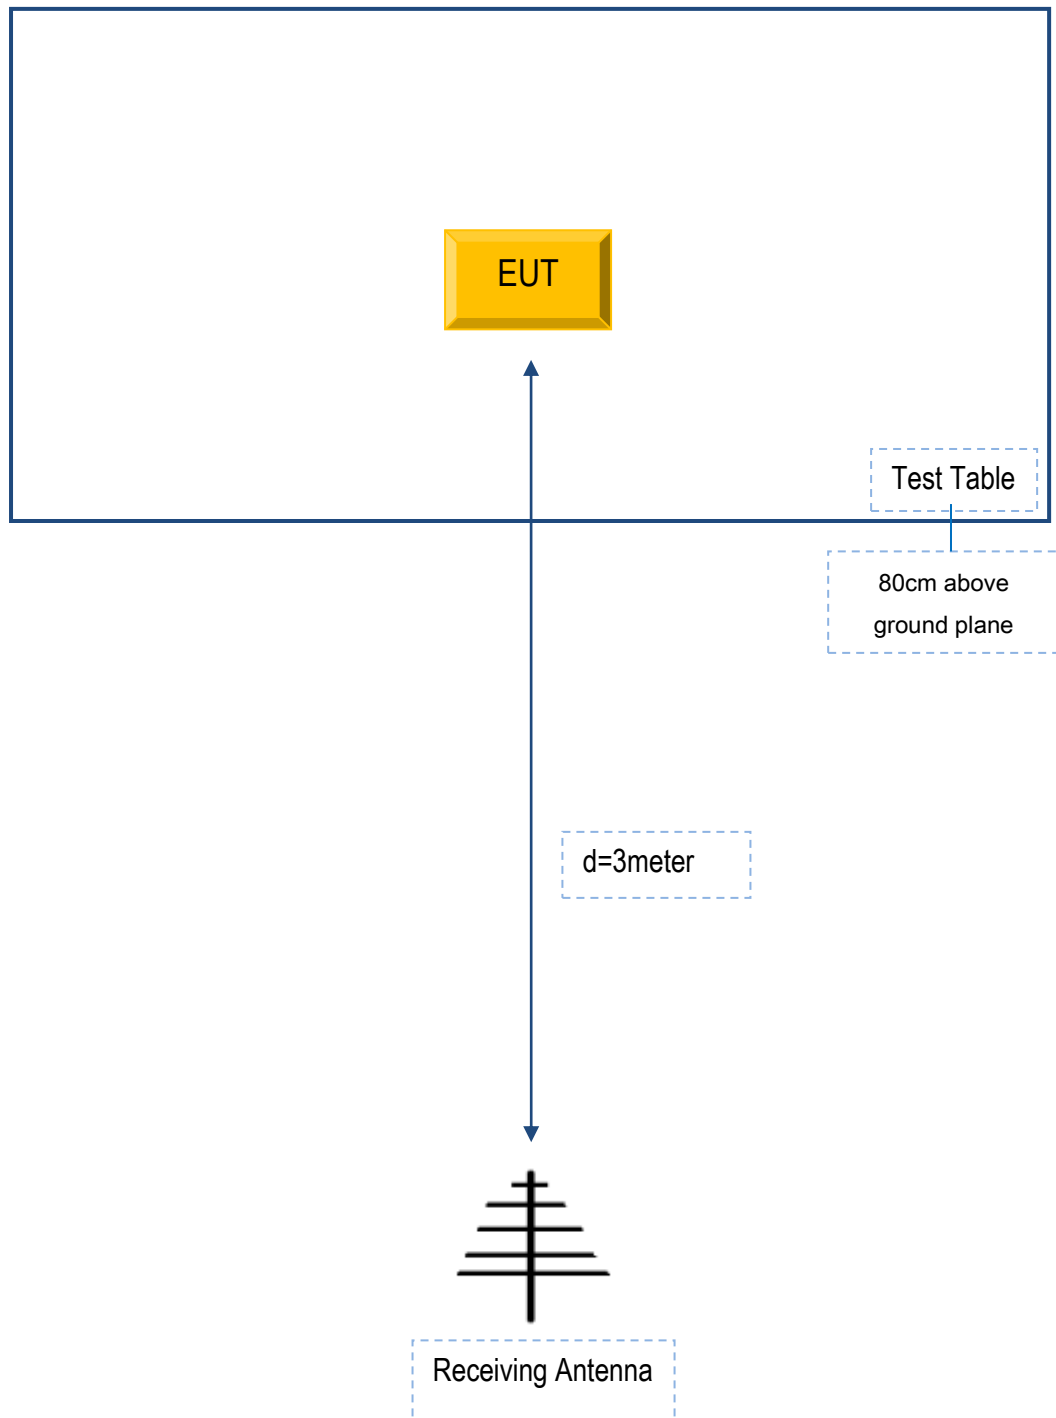 EUT
Test Table
80cm above
ground plane
d=3meter
Receiving Antenna